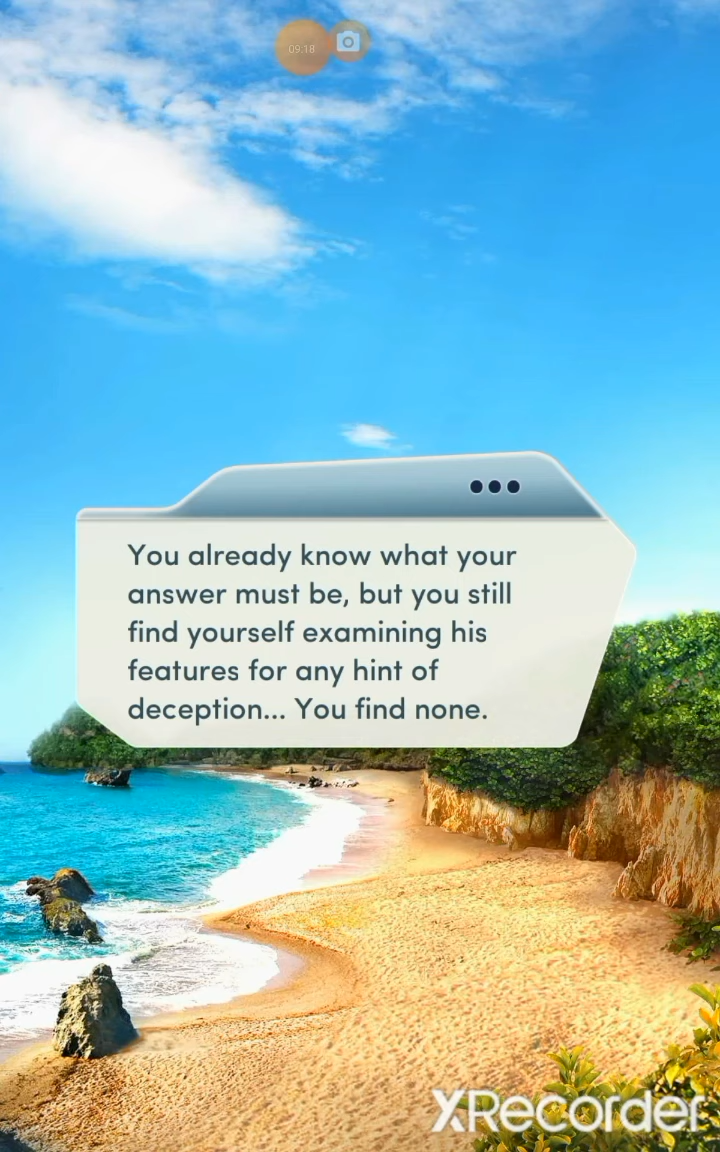 09:18
You already know what your
answer must be, but you still
find yourself examining his
features for any hint of
deception... You find none.
XRecorder